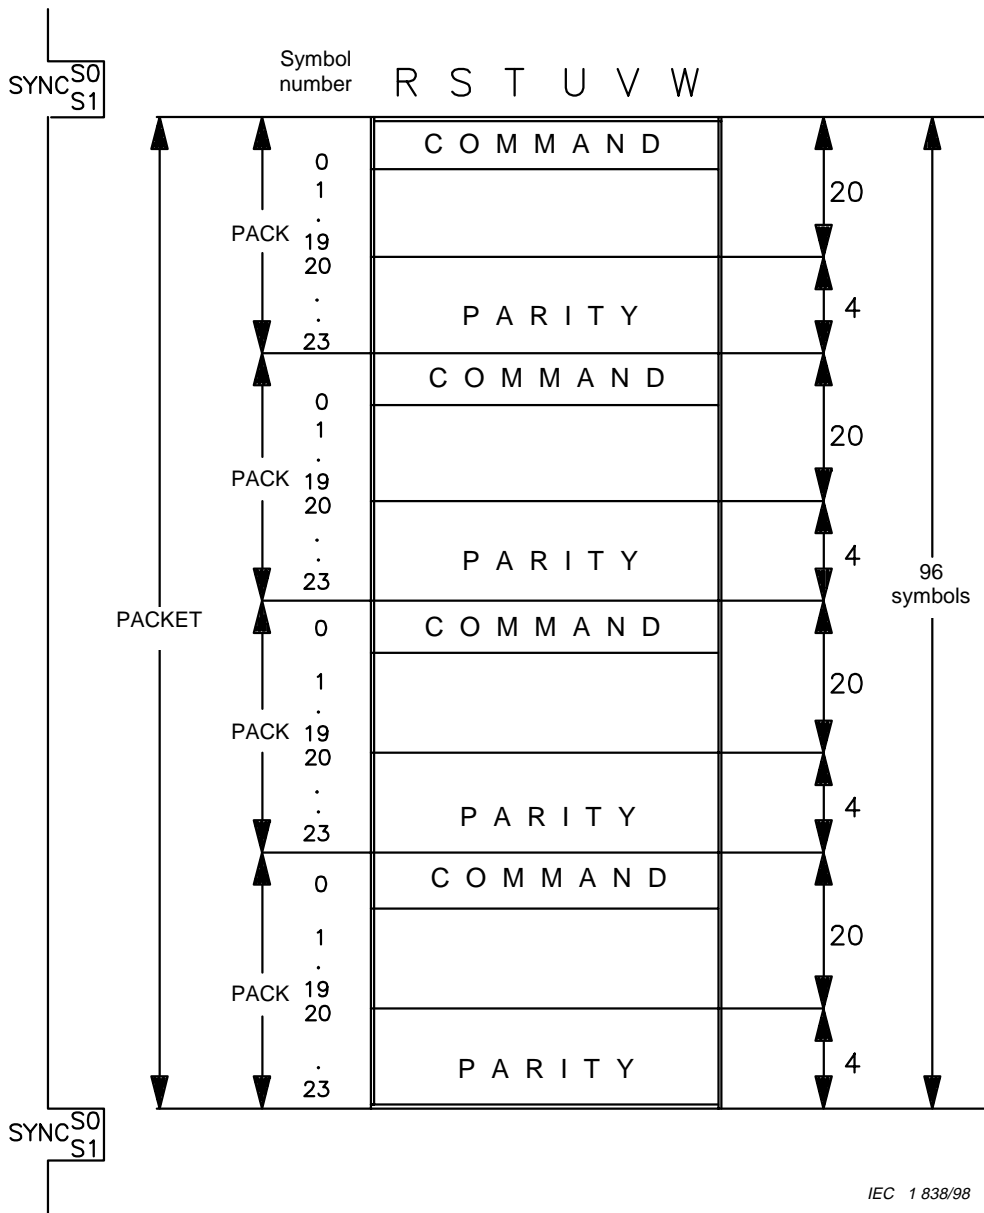 SYNC S0
S1
Symbol
number
R S T U V W
COMMAND
0
1
.
PACK 19
20
.
.
23
20
PARITY
4
COMMAND
0
1
.
PACK 19
20
.
.
23
20
PARITY
4
96
symbols
PACKET
COMMAND
0
1
.
PACK 19
20
.
.
23
20
PARITY
4
COMMAND
0
1
.
PACK 19
20
.
23
20
PARITY
4
SYNC S0
S1
IEC 1 838/98